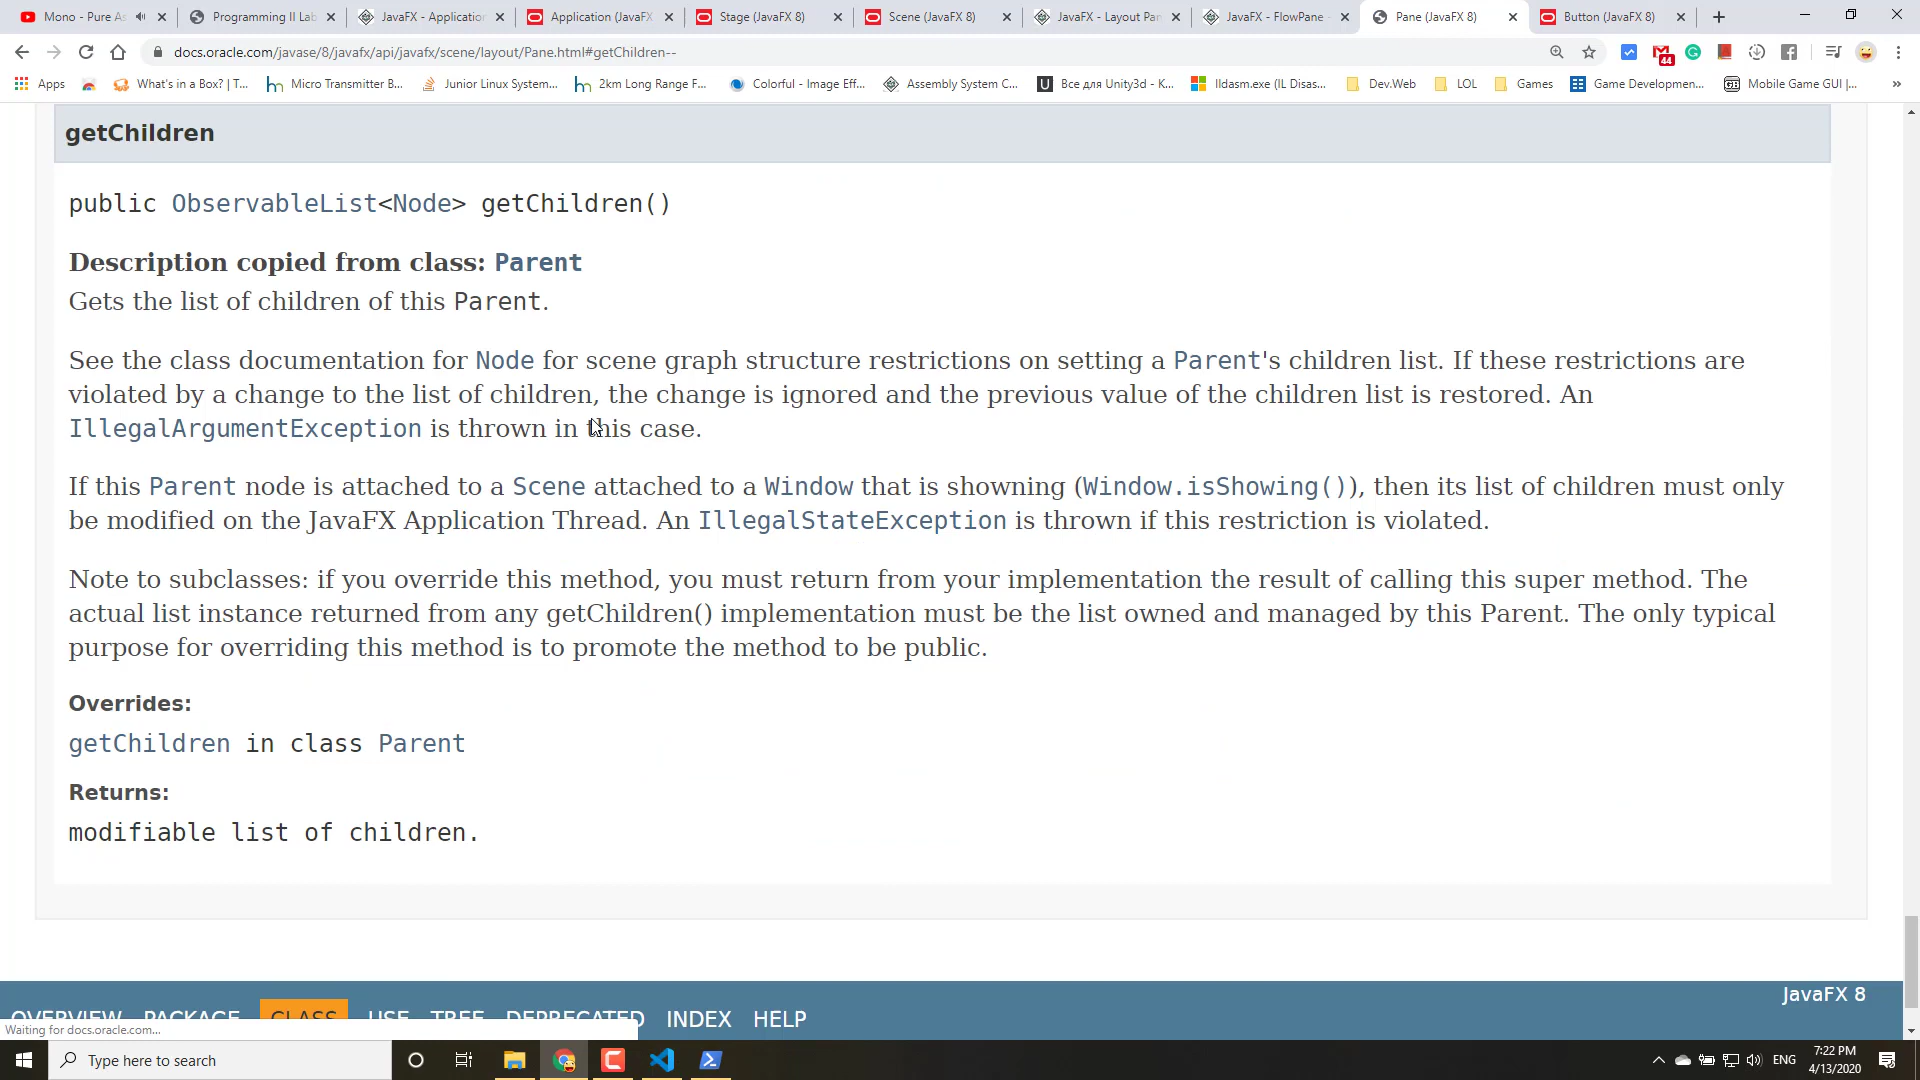 Mono - Pure As
Programming II Lab
JavaFX - Application
Application (JavaFX
Stage (JavaFX 8)
Scene (JavaFX 8)
JavaFX - Layout Pan
JavaFX - FlowPane -
Pane (JavaFX 8)
Button (JavaFX 8)
docs.oracle.com/javase/8/javafx/api/javafx/scene/layout/Pane.html#getChildren--
44
Apps
What's in a Box? | T...
Micro Transmitter B...
Junior Linux System...
2km Long Range F...
Colorful - Image Eff...
Assembly System C...
Все для Unity3d - K...
Ildasm.exe (IL Disas...
Dev.Web
LOL
Games
Game Developmen...
Mobile Game GUI |...
getChildren
public ObservableList<Node> getChildren()
Description copied from class: Parent
Gets the list of children of this Parent.
See the class documentation for Node for scene graph structure restrictions on setting a Parent's children list. If these restrictions are
violated by a change to the list of children, the change is ignored and the previous value of the children list is restored. An
IllegalArgumentException is thrown in this case.
If this Parent node is attached to a Scene attached to a Window that is showning (Window.isShowing()), then its list of children must only
be modified on the JavaFX Application Thread. An IllegalStateException is thrown if this restriction is violated.
Note to subclasses: if you override this method, you must return from your implementation the result of calling this super method. The
actual list instance returned from any getChildren() implementation must be the list owned and managed by this Parent. The only typical
purpose for overriding this method is to promote the method to be public.
Overrides:
getChildren in class Parent
Returns:
modifiable list of children.
JavaFX 8
OVERVIEW PACKAGE CLASS USE TREE DEPRECATED INDEX HELP
Waiting for docs.oracle.com...
Type here to search
ENG
7:22 PM
4/13/2020